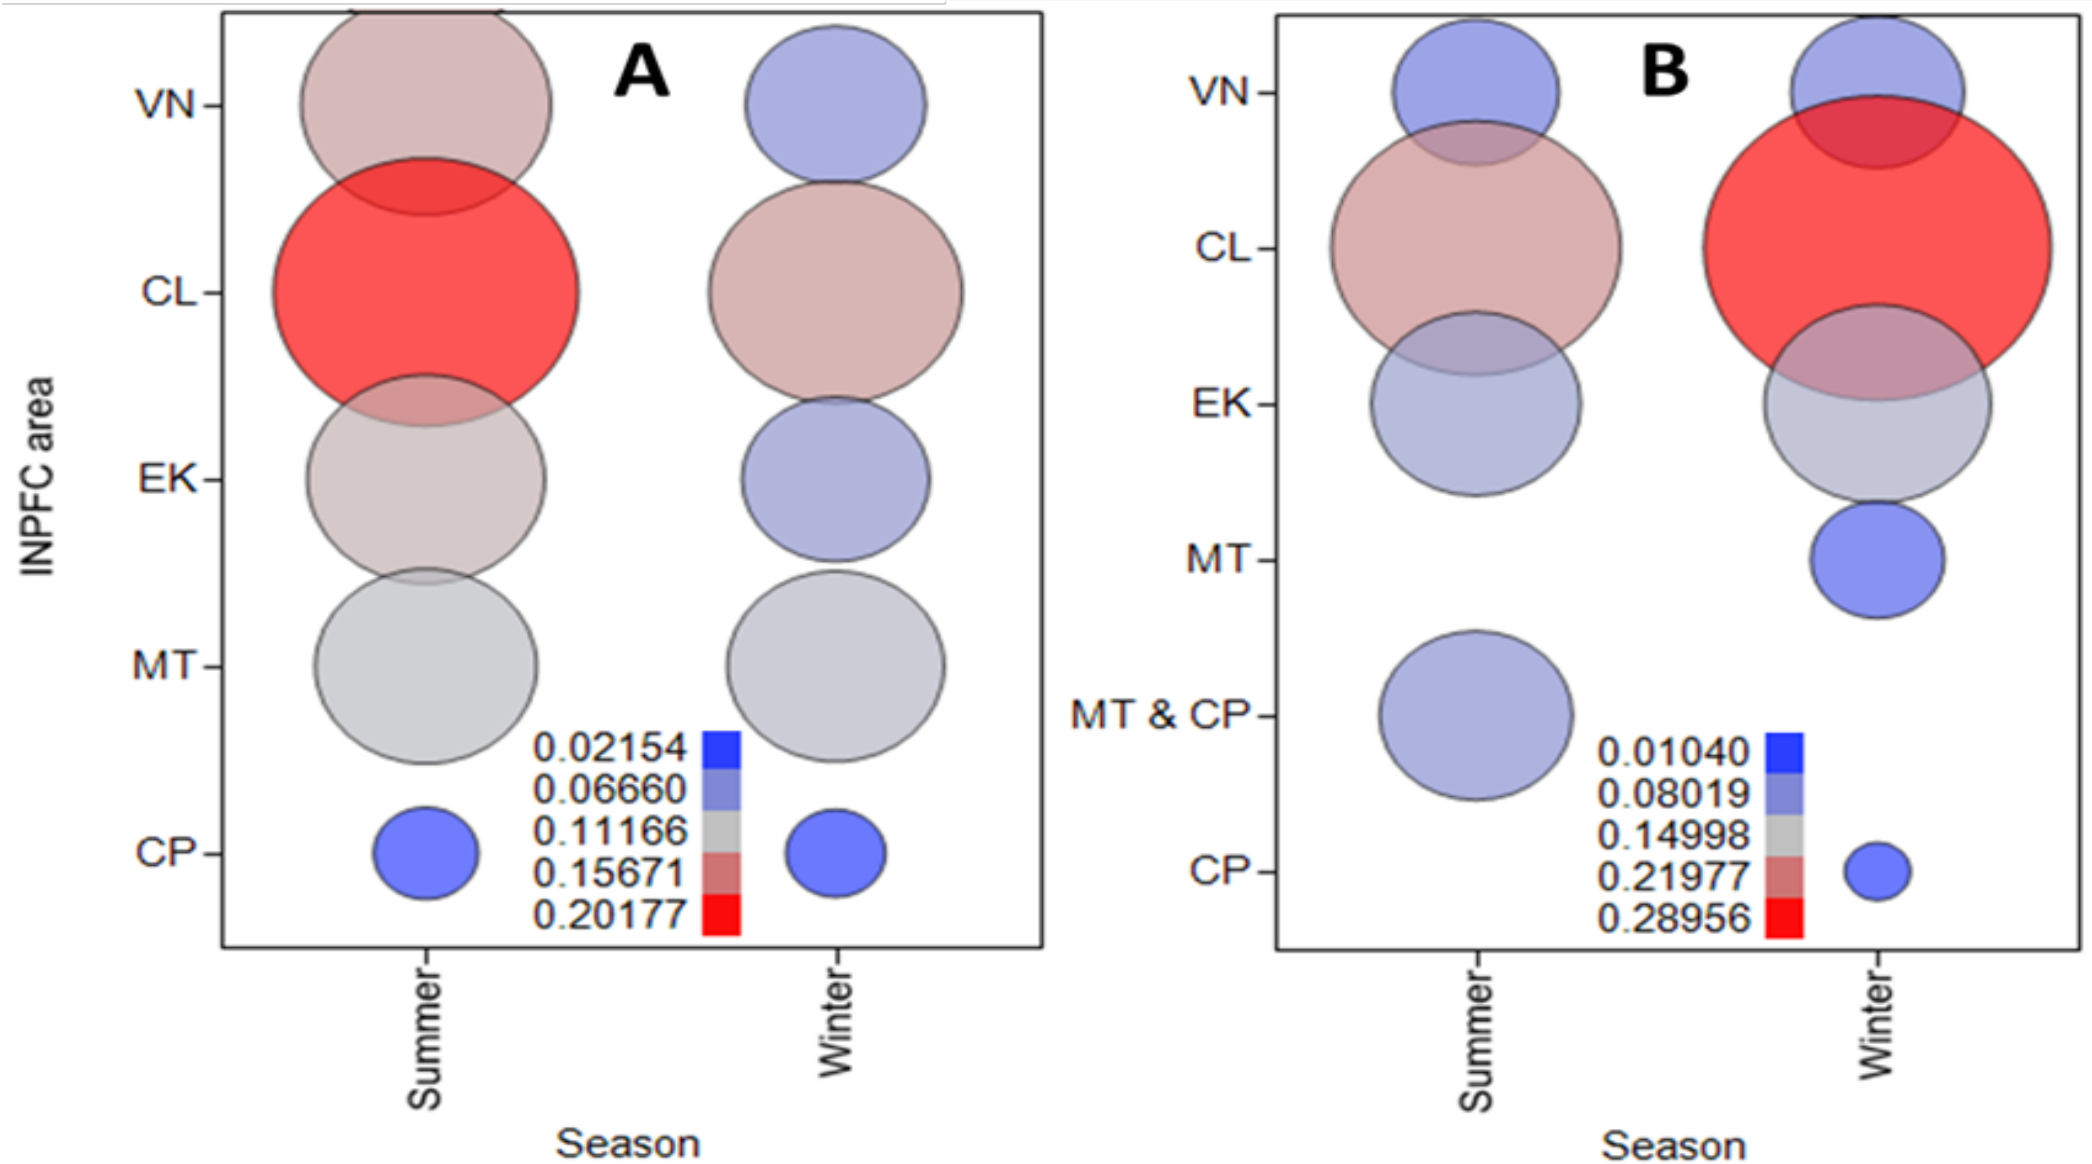 A
VN
CL
EK
MT
CP
INPFC area
0.02154
0.06660
0.11166
0.15671
0.20177
Summer
Winter
Season
B
VN
CL
EK
MT
MT & CP
CP
0.01040
0.08019
0.14998
0.21977
0.28956
Summer
Winter
Season